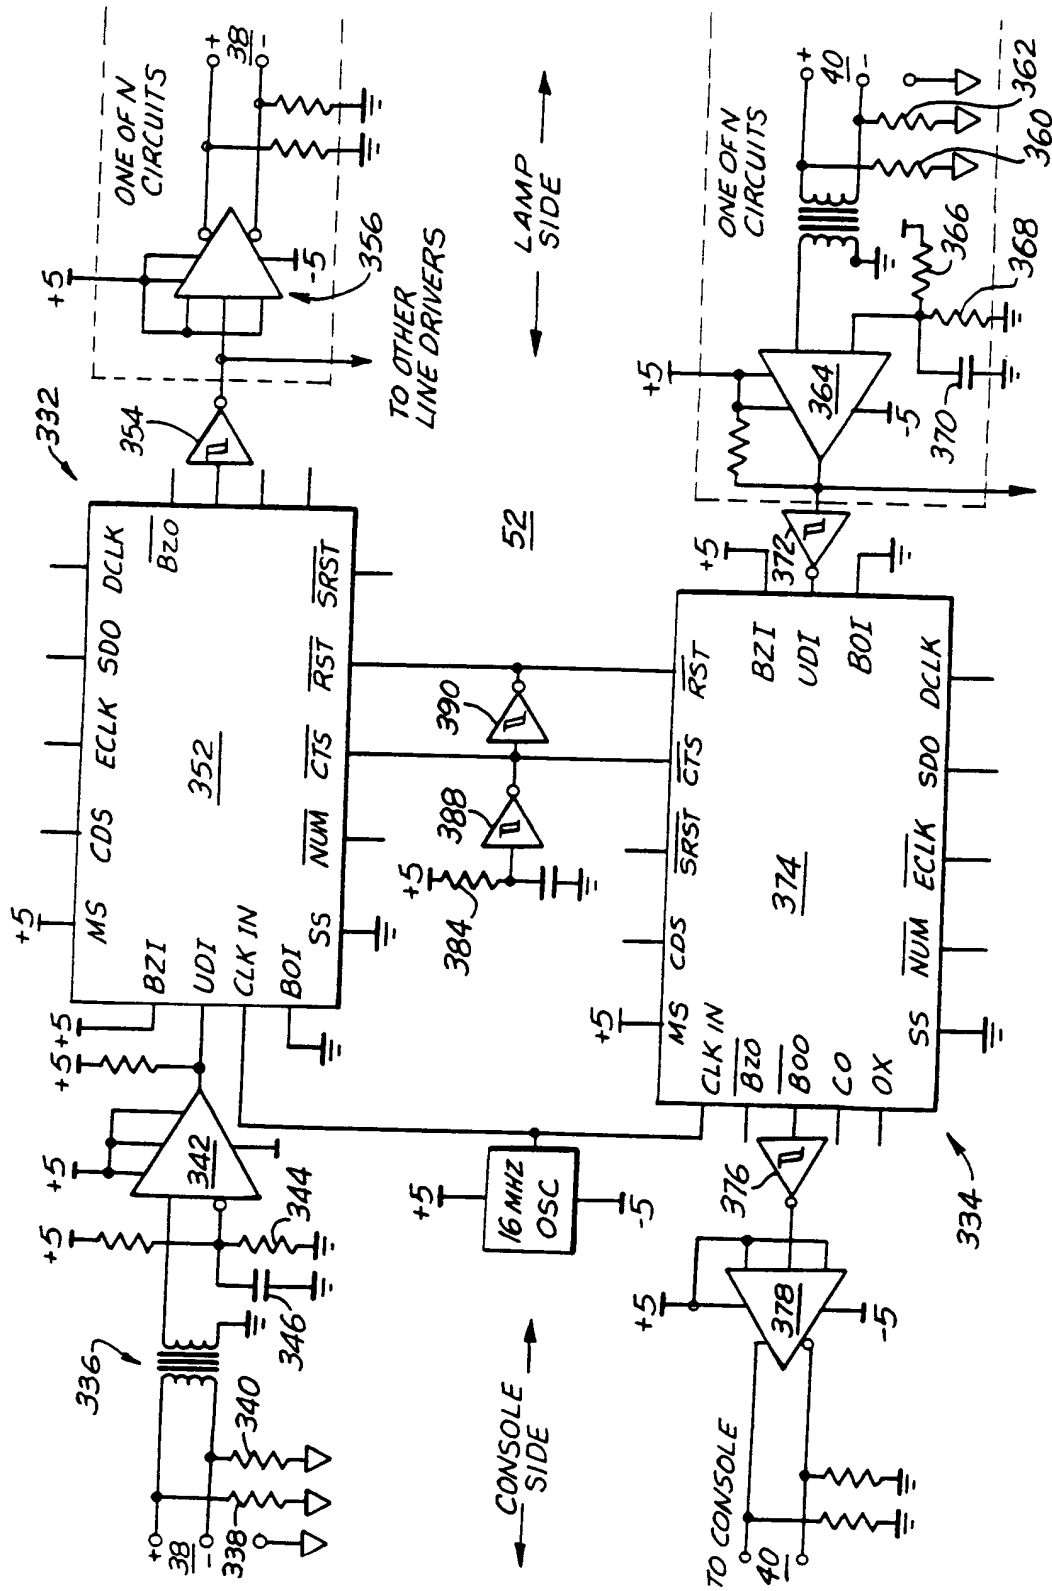 332
+5
+5
+5
+5
+5
336
+
38
-
338
340
344
346
342
MS
CDS
ECLK
SDO
DCLK
BZI
UDI
CLK IN
BOI
SS
NUM
CTS
RST
SRST
BZO
352
354
TO OTHER
LINE DRIVERS
+5
-5
356
ONE OF N
CIRCUITS
+
38
-
CONSOLE
SIDE
+5
16 MHZ
OSC
-5
+5
384
388
390
52
LAMP
SIDE
TO CONSOLE
40
+5
378
-5
376
334
+5
MS
CDS
SRST
CTS
RST
CLK IN
BZO
BOO
CO
OX
SS
NUM
ECLK
SDO
DCLK
BZI
UDI
BOI
374
+5
372
+5
364
-5
370
368
366
ONE OF N
CIRCUITS
+
40
-
360
362